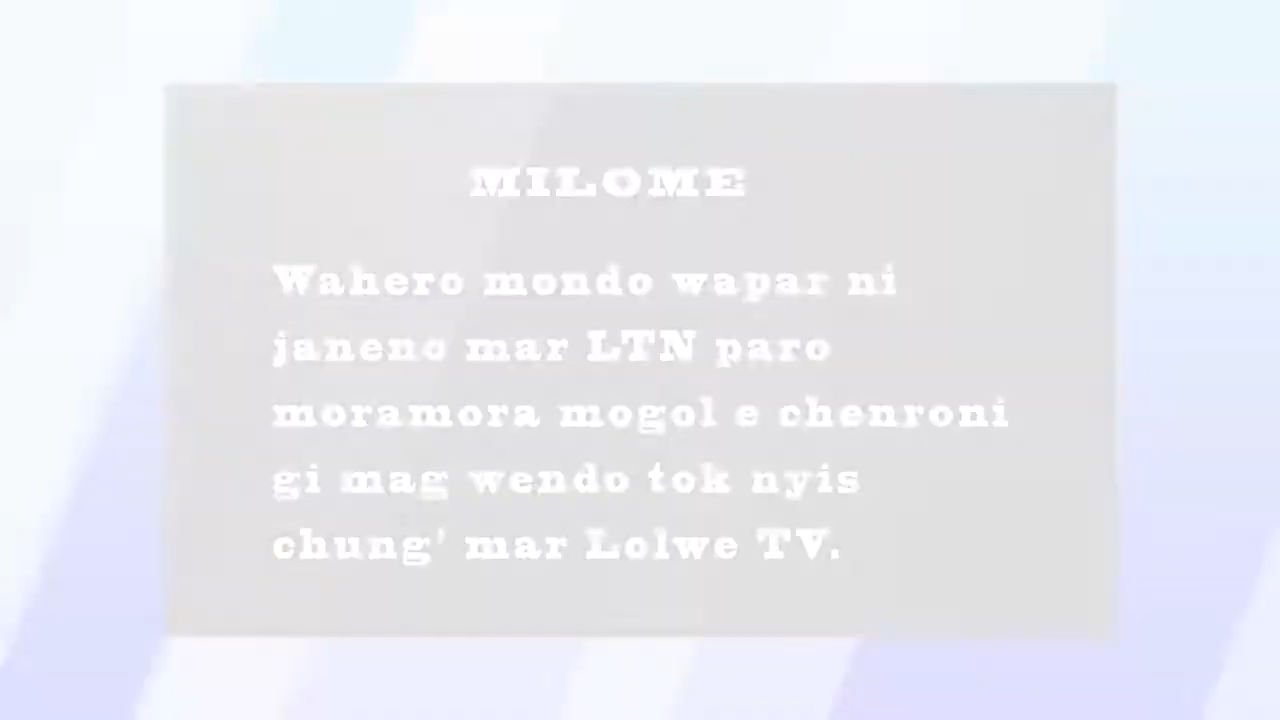 MILOME
Wahero mondo wapar ni
janeno mar LTN paro
moramora mogol e chenroni
gi mag wendo tok nyis
chung' mar Lolwe TV.